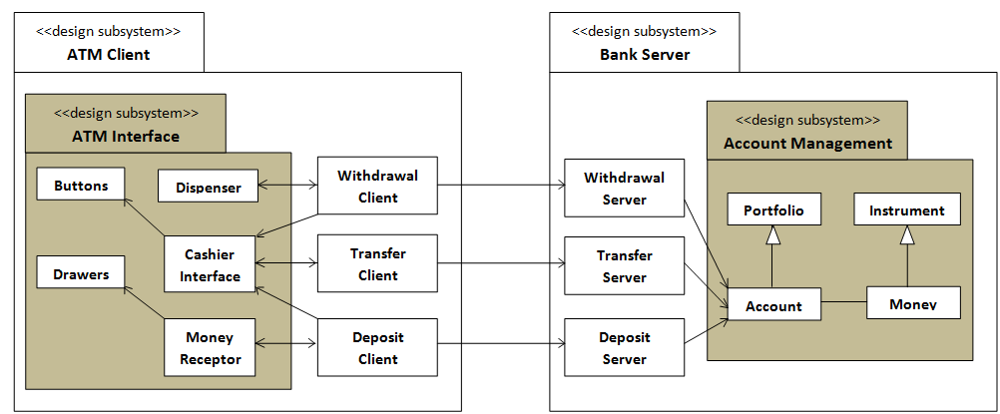 <<design subsystem>>
ATM Client
<<design subsystem>>
ATM Interface
Buttons
Dispenser
Withdrawal
Client
Cashier
Interface
Transfer
Client
Drawers
Money
Receptor
Deposit
Client
<<design subsystem>>
Bank Server
Withdrawal
Server
Transfer
Server
Deposit
Server
<<design subsystem>>
Account Management
Portfolio
Instrument
Account
Money